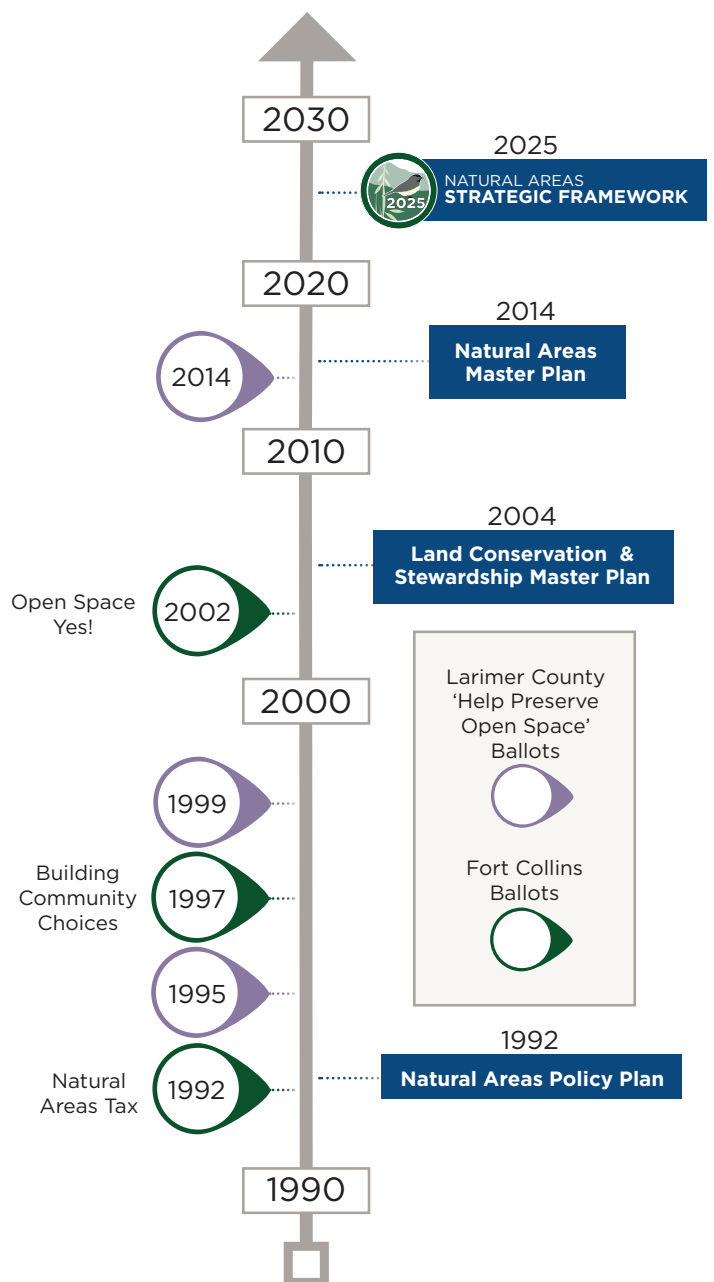 2030
2025
2025
NATURAL AREAS
STRATEGIC FRAMEWORK
2020
2014
Natural Areas
Master Plan
2014
2010
2004
Land Conservation &
Stewardship Master Plan
Open Space
Yes!
2002
2000
Larimer County
‘Help Preserve
Open Space’
Ballots
Fort Collins
Ballots
1999
Building
Community
Choices
1997
1995
1992
Natural Areas Policy Plan
Natural
Areas Tax
1992
1990